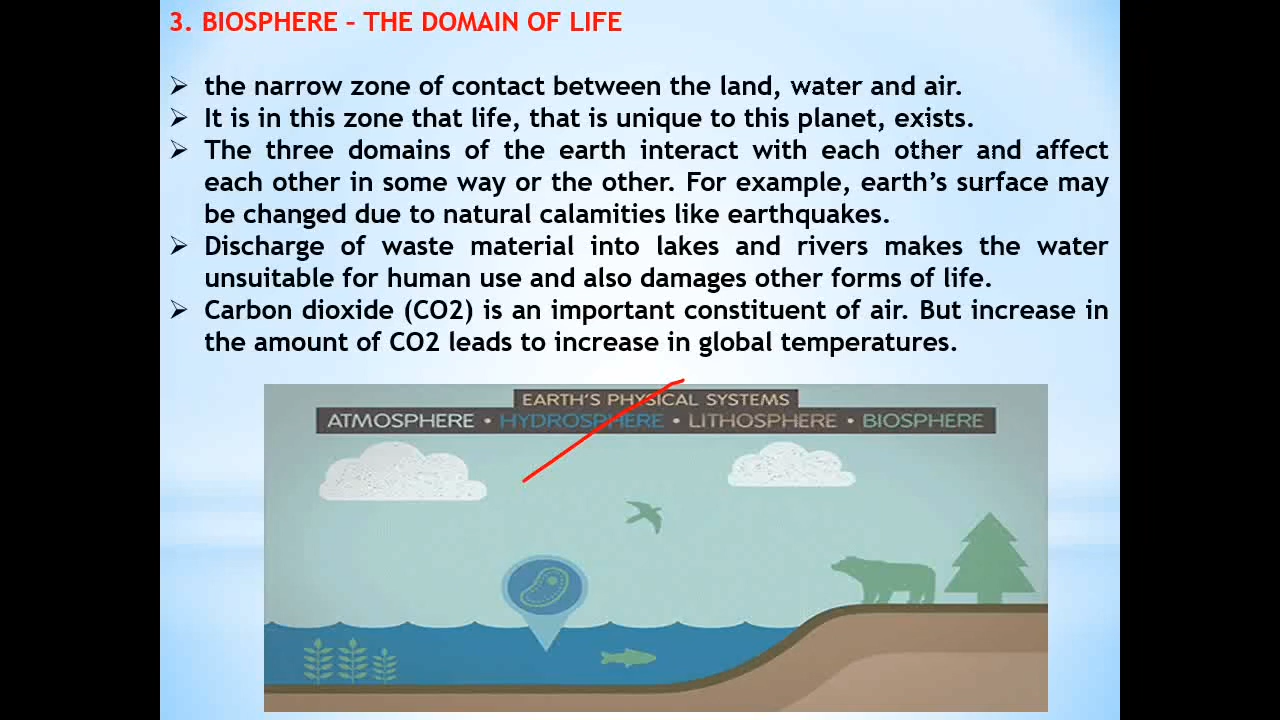 3. BIOSPHERE – THE DOMAIN OF LIFE
➢ the narrow zone of contact between the land, water and air.
➢ It is in this zone that life, that is unique to this planet, exists.
➢ The three domains of the earth interact with each other and affect
each other in some way or the other. For example, earth's surface may
be changed due to natural calamities like earthquakes.
➢ Discharge of waste material into lakes and rivers makes the water
unsuitable for human use and also damages other forms of life.
➢ Carbon dioxide (CO2) is an important constituent of air. But increase in
the amount of CO2 leads to increase in global temperatures.
EARTH'S PHYSICAL SYSTEMS
ATMOSPHERE • HYDROSPHERE • LITHOSPHERE • BIOSPHERE